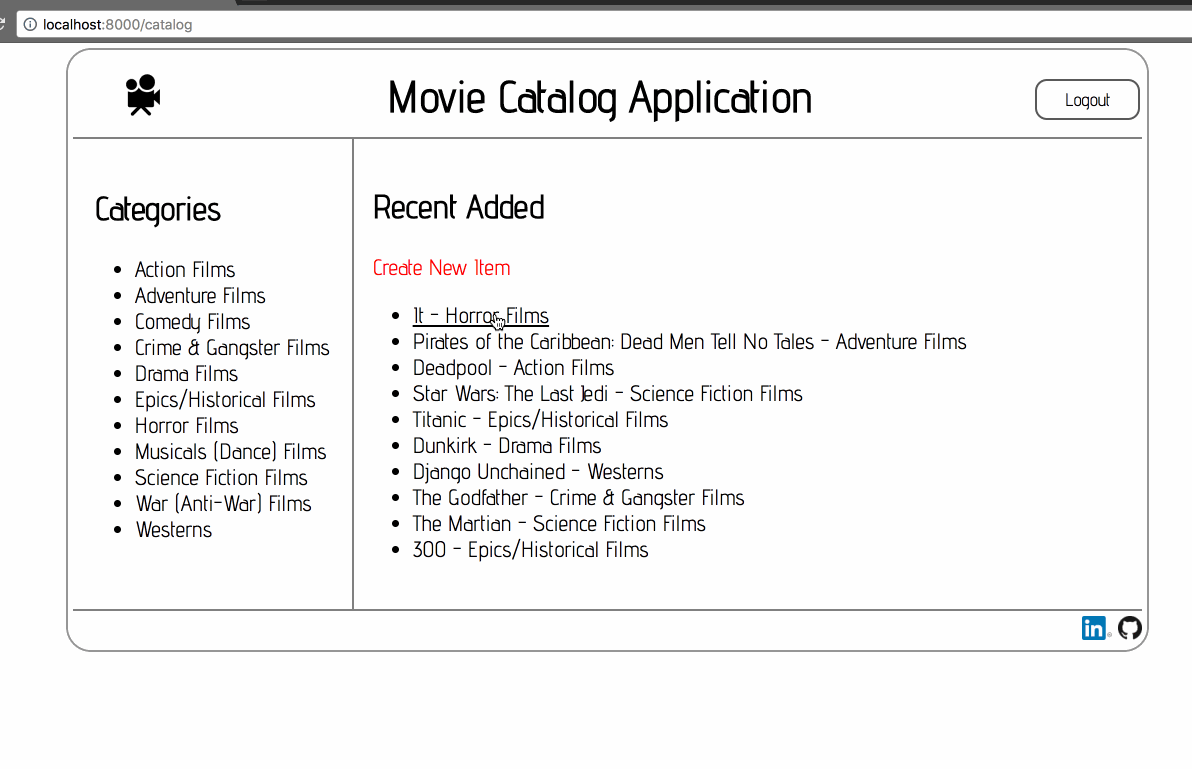 localhost:8000/catalog
Movie Catalog Application
Logout
Categories
Action Films
Adventure Films
Comedy Films
Crime & Gangster Films
Drama Films
Epics/Historical Films
Horror Films
Musicals (Dance) Films
Science Fiction Films
War (Anti-War) Films
Westerns
Recent Added
Create New Item
It - Horror Films
Pirates of the Caribbean: Dead Men Tell No Tales - Adventure Films
Deadpool - Action Films
Star Wars: The Last Jedi - Science Fiction Films
Titanic - Epics/Historical Films
Dunkirk - Drama Films
Django Unchained - Westerns
The Godfather - Crime & Gangster Films
The Martian - Science Fiction Films
300 - Epics/Historical Films
in